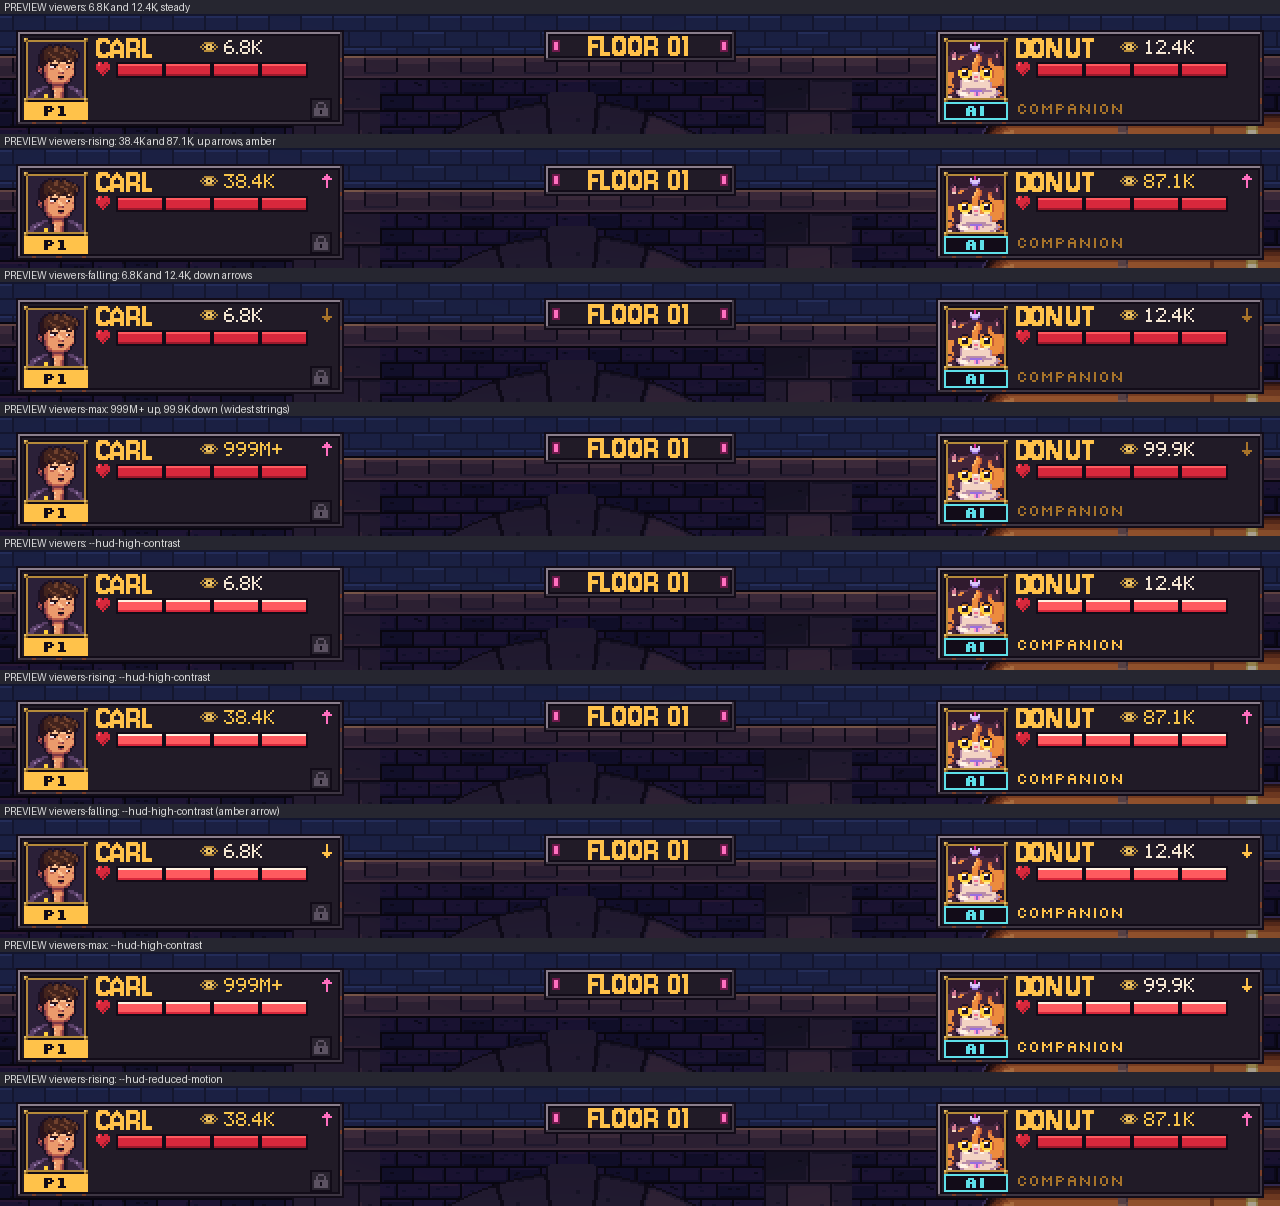 PREVIEW viewers: 6.8K and 12.4K, steady
CARL 6.8K FLOOR 01 DONUT 12.4K
P1 AI COMPANION
PREVIEW viewers-rising: 38.4K and 87.1K, up arrows, amber
CARL 38.4K FLOOR 01 DONUT 87.1K
P1 AI COMPANION
PREVIEW viewers-falling: 6.8K and 12.4K, down arrows
CARL 6.8K FLOOR 01 DONUT 12.4K
P1 AI COMPANION
PREVIEW viewers-max: 999M+ up, 99.9K down (widest strings)
CARL 999M+ FLOOR 01 DONUT 99.9K
P1 AI COMPANION
PREVIEW viewers: --hud-high-contrast
CARL 6.8K FLOOR 01 DONUT 12.4K
P1 AI COMPANION
PREVIEW viewers-rising: --hud-high-contrast
CARL 38.4K FLOOR 01 DONUT 87.1K
P1 AI COMPANION
PREVIEW viewers-falling: --hud-high-contrast (amber arrow)
CARL 6.8K FLOOR 01 DONUT 12.4K
P1 AI COMPANION
PREVIEW viewers-max: --hud-high-contrast
CARL 999M+ FLOOR 01 DONUT 99.9K
P1 AI COMPANION
PREVIEW viewers-rising: --hud-reduced-motion
CARL 38.4K FLOOR 01 DONUT 87.1K
P1 AI COMPANION